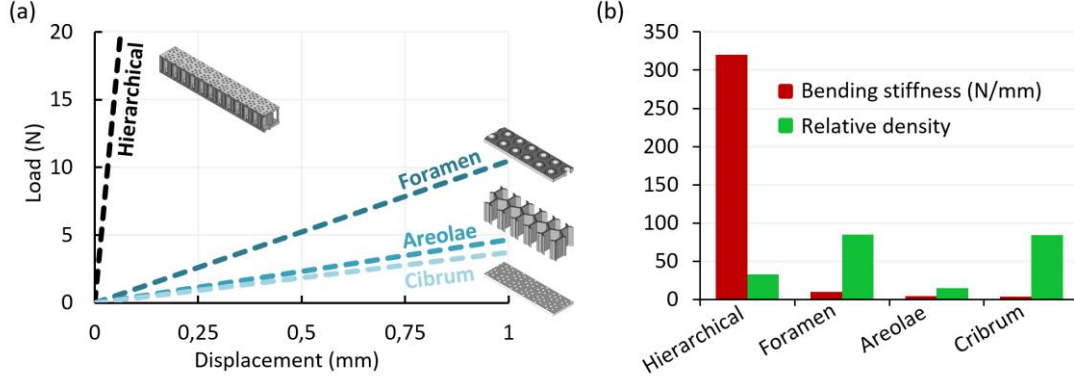 (a)
20
15
10
5
0
Load (N)
Hierarchical
Foramen
Areolae
Cibrum
0
0,25
0,5
0,75
1
Displacement (mm)
(b)
350
300
250
200
150
100
50
0
Bending stiffness (N/mm)
Relative density
Hierarchical
Foramen
Areolae
Cribrum